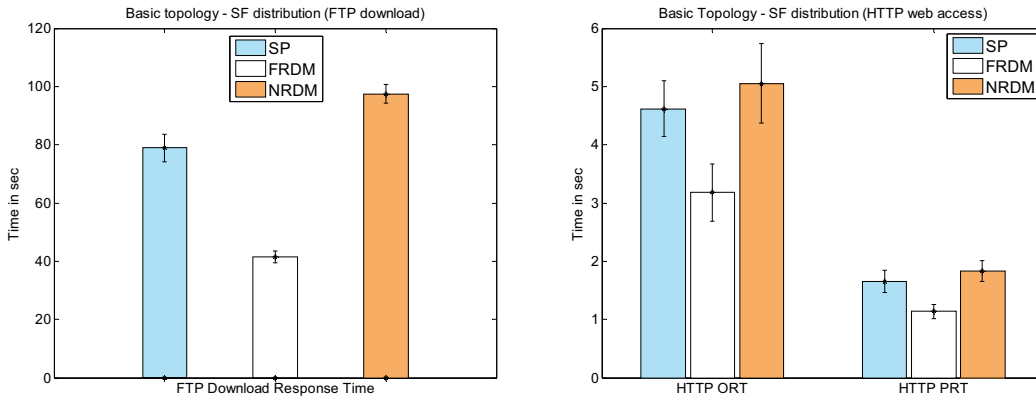 Basic topology - SF distribution (FTP download)
120
100
80
60
40
20
0
Time in sec
SP
FRDM
NRDM
FTP Download Response Time
Basic Topology - SF distribution (HTTP web access)
6
5
4
3
2
1
0
Time in sec
SP
FRDM
NRDM
HTTP ORT
HTTP PRT